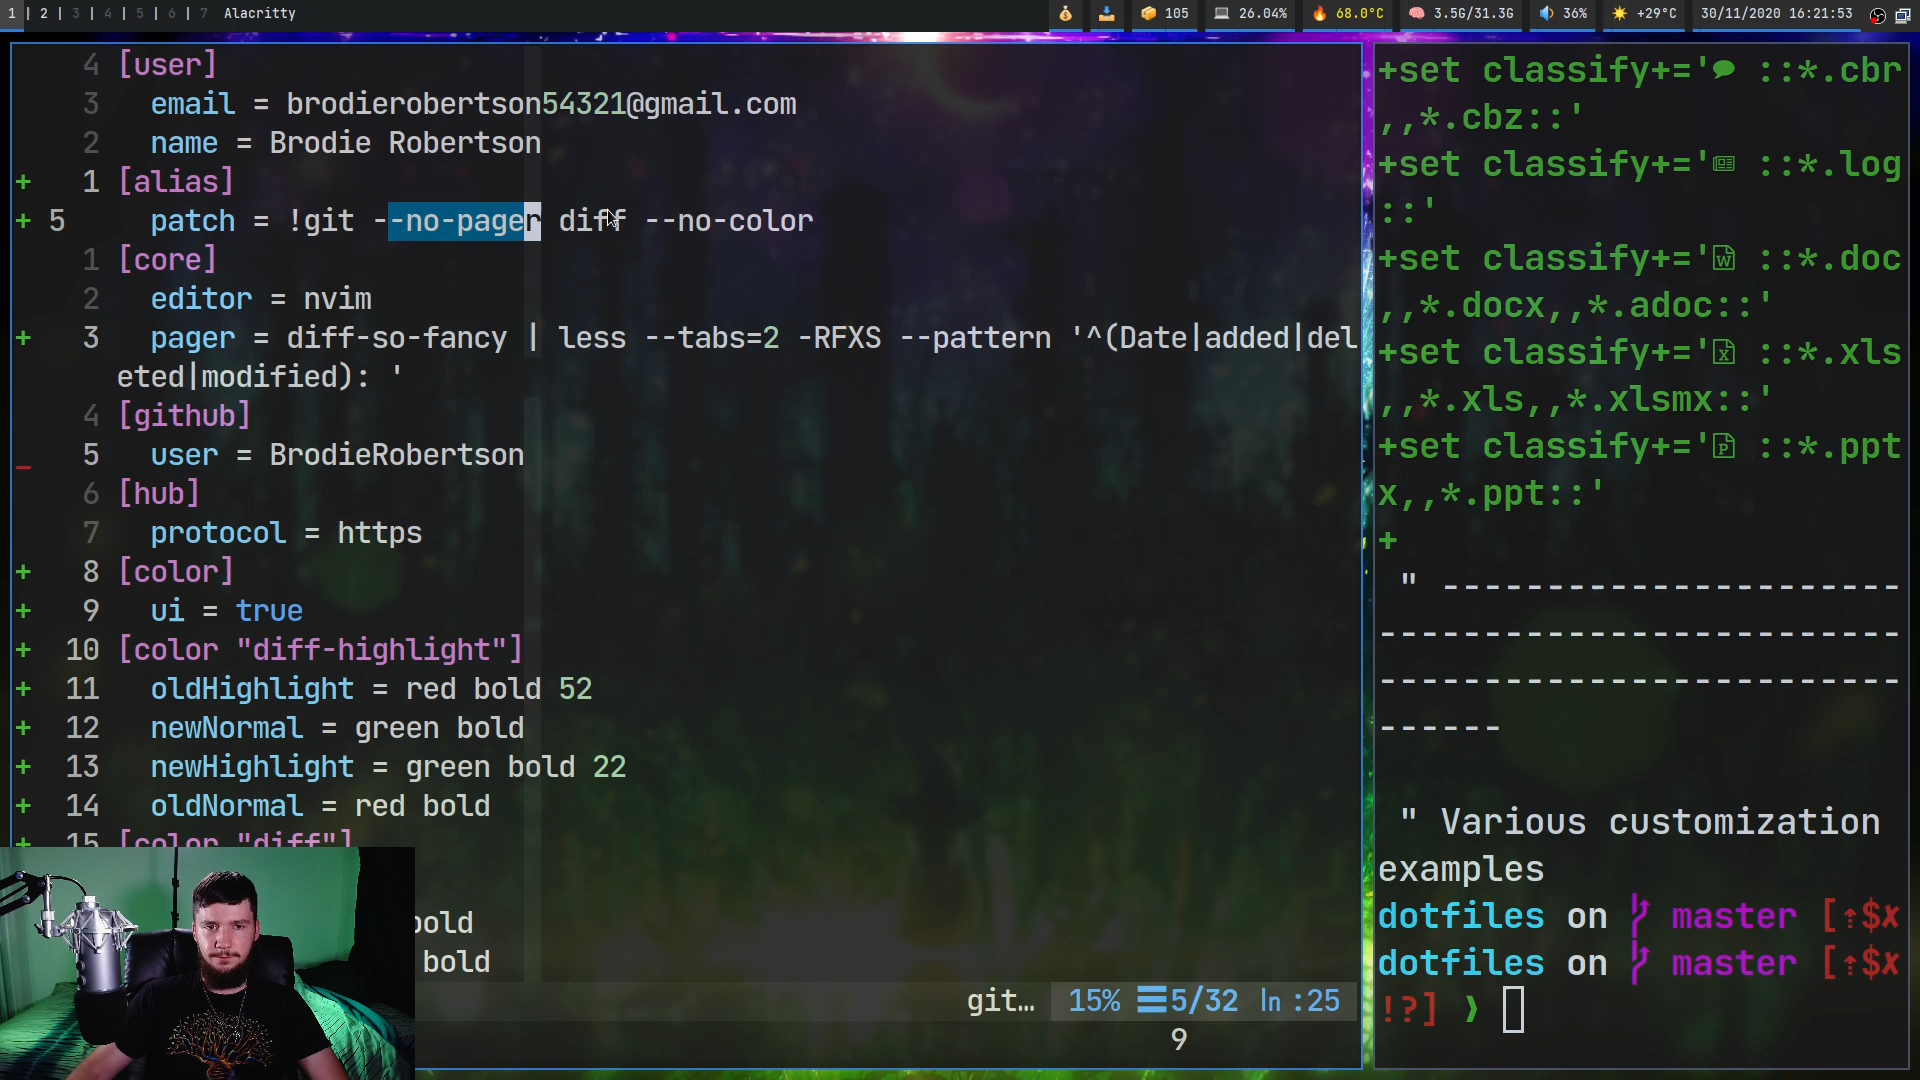 1 | 2 | 3 | 4 | 5 | 6 | 7 Alacritty
105 26.04% 68.0°C 3.5G/31.3G 36% +29°C 30/11/2020 16:21:53
4 [user]
3 email = brodierobertson54321@gmail.com
2 name = Brodie Robertson
+ 1 [alias]
+ 5 patch = !git --no-pager diff --no-color
1 [core]
2 editor = nvim
+ 3 pager = diff-so-fancy | less --tabs=2 -RFXS --pattern '^(Date|added|del
eted|modified): '
4 [github]
_ 5 user = BrodieRobertson
6 [hub]
7 protocol = https
+ 8 [color]
+ 9 ui = true
+ 10 [color "diff-highlight"]
+ 11 oldHighlight = red bold 52
+ 12 newNormal = green bold
+ 13 newHighlight = green bold 22
+ 14 oldNormal = red bold
+ 15 [color "diff"]
bold
bold
git… 15% ☰5/32 ln :25
9
+set classify+=' ::*.cbr
,,*.cbz::'
+set classify+=' ::*.log
::'
+set classify+=' ::*.doc
,,*.docx,,*.adoc::'
+set classify+=' ::*.xls
,,*.xls,,*.xlsmx::'
+set classify+=' ::*.ppt
x,,*.ppt::'
+
" ----------------------
-------------------------
-------------------------
------
" Various customization
examples
dotfiles on master [⇡$✗
dotfiles on master [⇡$✗
!?] ❯